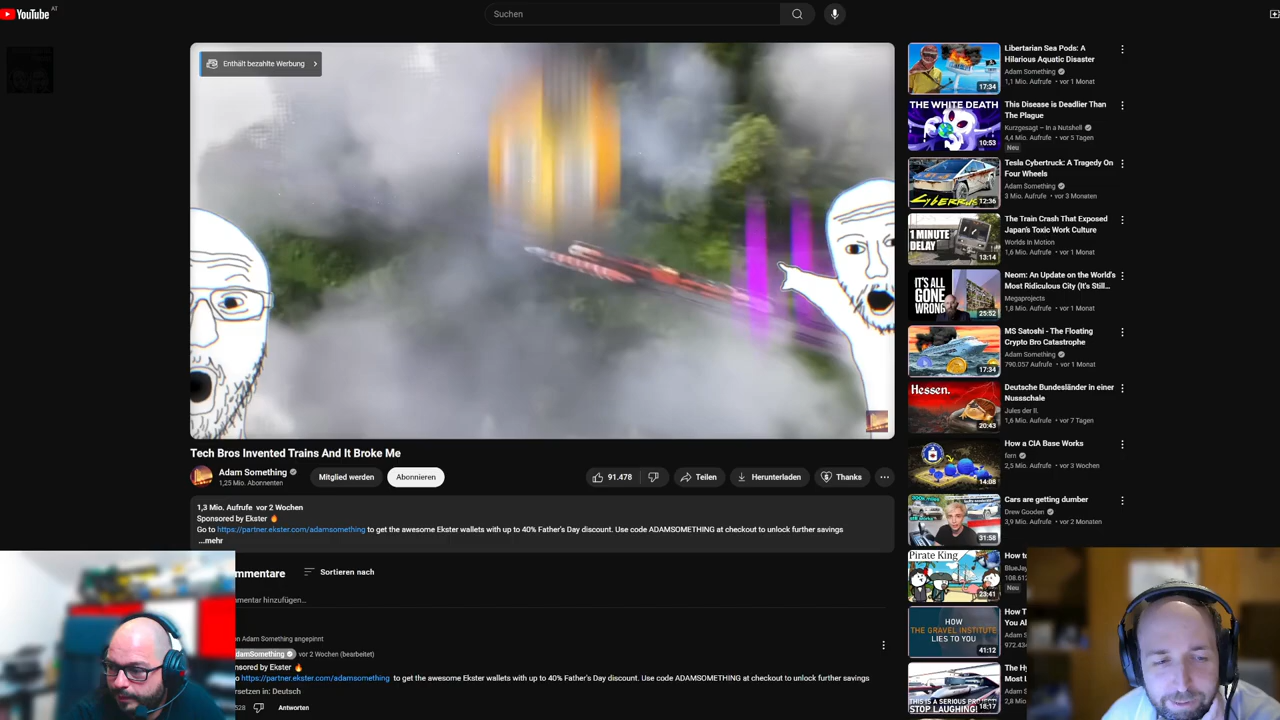 YouTube AT
Suchen
Enthält bezahlte Werbung
Tech Bros Invented Trains And It Broke Me
Adam Something
1,25 Mio. Abonnenten
Mitglied werden
Abonnieren
91.478
Teilen
Herunterladen
Thanks
1,3 Mio. Aufrufe vor 2 Wochen
Sponsored by Ekster 🔥
Go to https://partner.ekster.com/adamsomething to get the awesome Ekster wallets with up to 40% Father's Day discount. Use code ADAMSOMETHING at checkout to unlock further savings
...mehr
Sortieren nach
hinzufügen...
Adam Something angepinnt
vor 2 Wochen (bearbeitet)
by Ekster 🔥
https://partner.ekster.com/adamsomething to get the awesome Ekster wallets with up to 40% Father's Day discount. Use code ADAMSOMETHING at checkout to unlock further savings
in: Deutsch
528
Antworten
17:34
Libertarian Sea Pods: A
Hilarious Aquatic Disaster
Adam Something
1,1 Mio. Aufrufe • vor 1 Monat
THE WHITE DEATH
10:53
This Disease is Deadlier Than
The Plague
Kurzgesagt – In a Nutshell
4,4 Mio. Aufrufe • vor 5 Tagen
Neu
12:36
Tesla Cybertruck: A Tragedy On
Four Wheels
Adam Something
3 Mio. Aufrufe • vor 3 Monaten
1 MINUTE
DELAY
13:14
The Train Crash That Exposed
Japan's Toxic Work Culture
Worlds In Motion
1,6 Mio. Aufrufe • vor 1 Monat
IT'S ALL
GONE
WRONG
25:52
Neom: An Update on the World's
Most Ridiculous City (It's Still...
Megaprojects
1,8 Mio. Aufrufe • vor 1 Monat
17:34
MS Satoshi - The Floating
Crypto Bro Catastrophe
Adam Something
790.057 Aufrufe • vor 1 Monat
Hessen.
20:43
Deutsche Bundesländer in einer
Nussschale
Jules der II.
1,6 Mio. Aufrufe • vor 7 Tagen
14:08
How a CIA Base Works
fern
2,5 Mio. Aufrufe • vor 3 Wochen
31:58
Cars are getting dumber
Drew Gooden
3,9 Mio. Aufrufe • vor 2 Monaten
Pirate King
23:41
How
Neu
HOW
THE GRAVEL INSTITUTE
LIES TO YOU
41:12
How
You
Adam
THIS IS A SERIOUS PROJECT
STOP LAUGHING!
18:17
Most
Adam
2,8